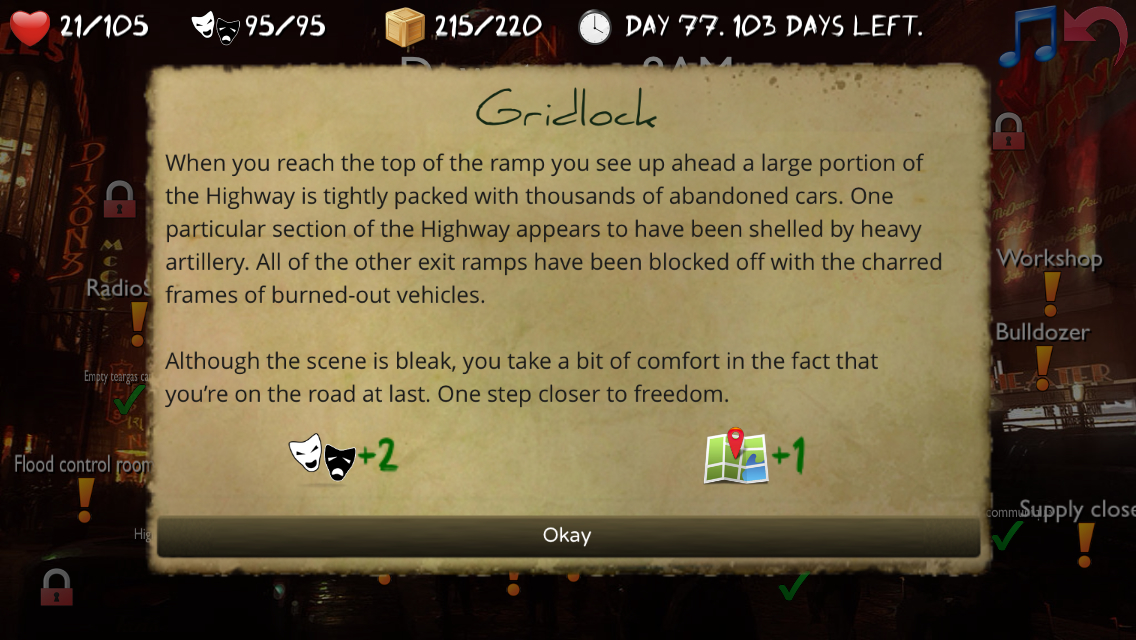 21/105
95/95
215/220
DAY 77. 103 DAYS LEFT.
Gridlock
When you reach the top of the ramp you see up ahead a large portion of
the Highway is tightly packed with thousands of abandoned cars. One
particular section of the Highway appears to have been shelled by heavy
artillery. All of the other exit ramps have been blocked off with the charred
frames of burned-out vehicles.
Although the scene is bleak, you take a bit of comfort in the fact that
you’re on the road at last. One step closer to freedom.
+2
+1
Okay
DIXONS
Workshop
Bulldozer
Empty teargas
Flood control room
Supply close